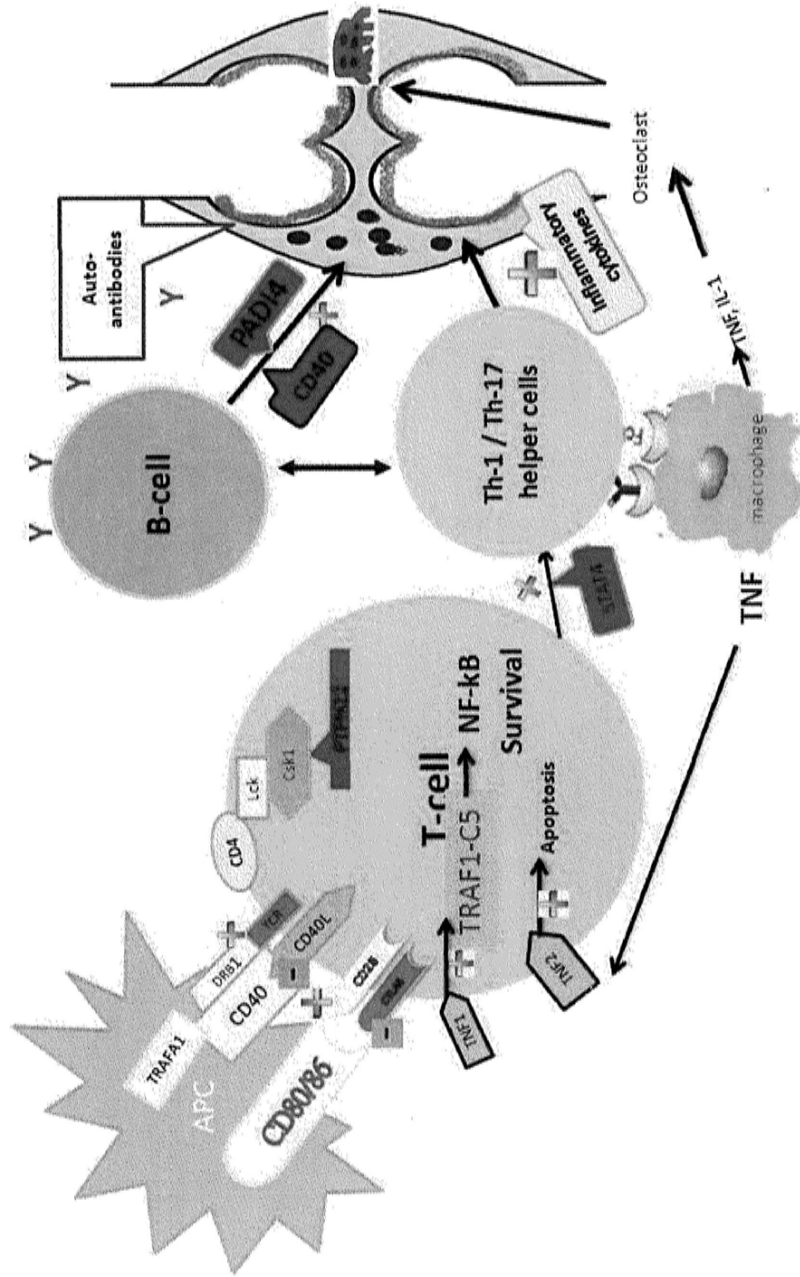 APC
TRAFA1
DRB1
TCR
CD40
CD40L
CD80/86
CD28
+
-
+
-
CD4
Lck
Csk1
T-cell
TRAF1-C5
NF-kB
Survival
Apoptosis
TNF1
+
TNF2
+
STAT4
+
B-cell
Y
Y
Y
Y
Auto-
antibodies
PADI4
CD40
+
Th-1 / Th-17
helper cells
+
Inflammatory
cytokines
macrophage
TNF
TNF, IL-1
Osteoclast